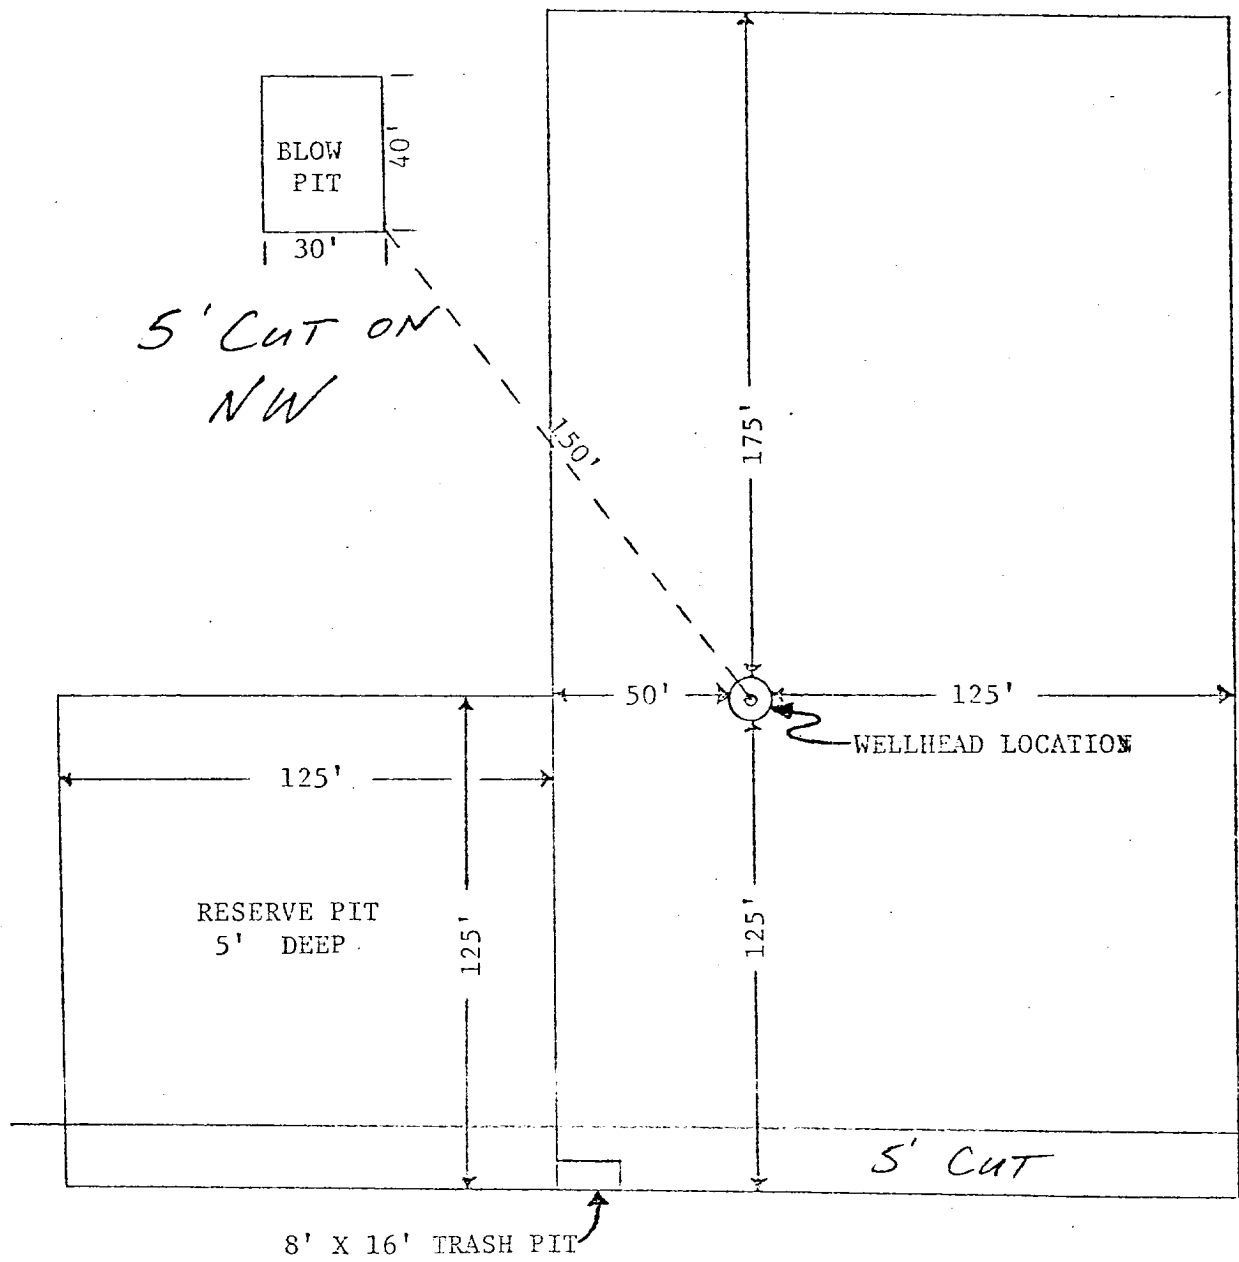 BLOW
PIT
40'
30'
5' CUT ON
NW
150'
175'
50'
125'
WELLHEAD LOCATION
125'
RESERVE PIT
5' DEEP
125'
125'
5' CUT
8' X 16' TRASH PIT